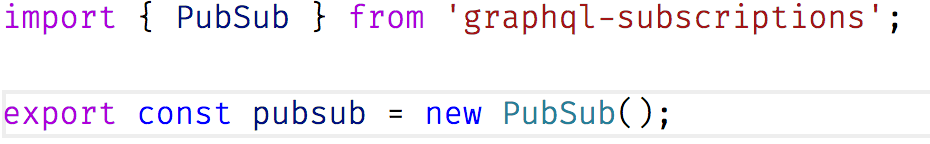 import { PubSub } from 'graphql-subscriptions';
export const pubsub = new PubSub();